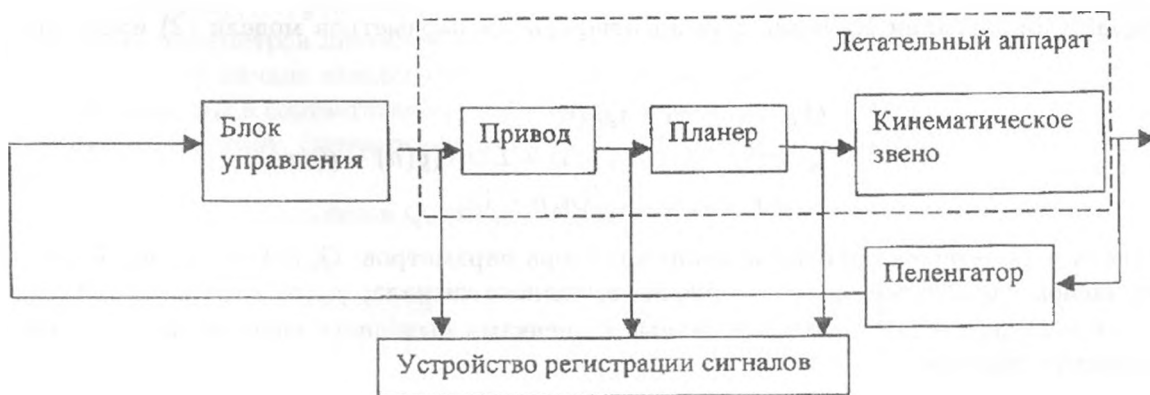 Летательный аппарат
Блок
управления
Привод
Планер
Кинематическое
звено
Пеленгатор
Устройство регистрации сигналов